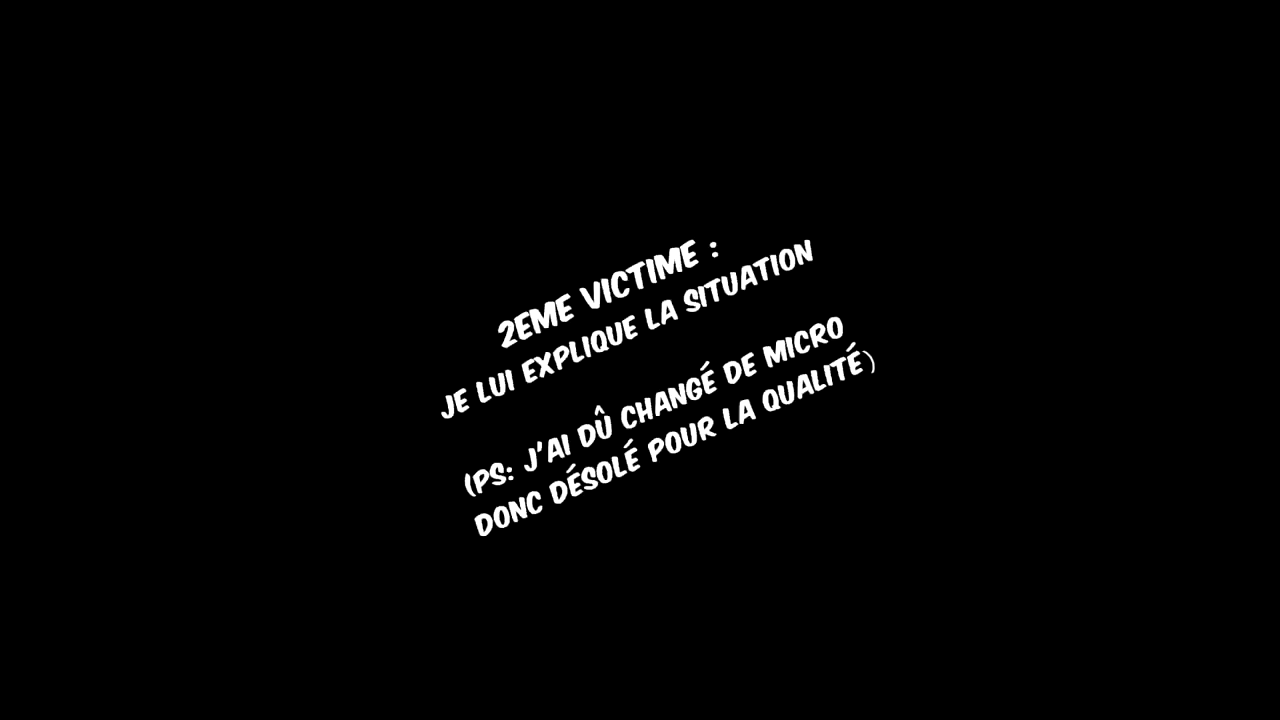 2EME VICTIME :
JE LUI EXPLIQUE LA SITUATION
(PS: J'AI DÛ CHANGÉ DE MICRO
DONC DÉSOLÉ POUR LA QUALITÉ)